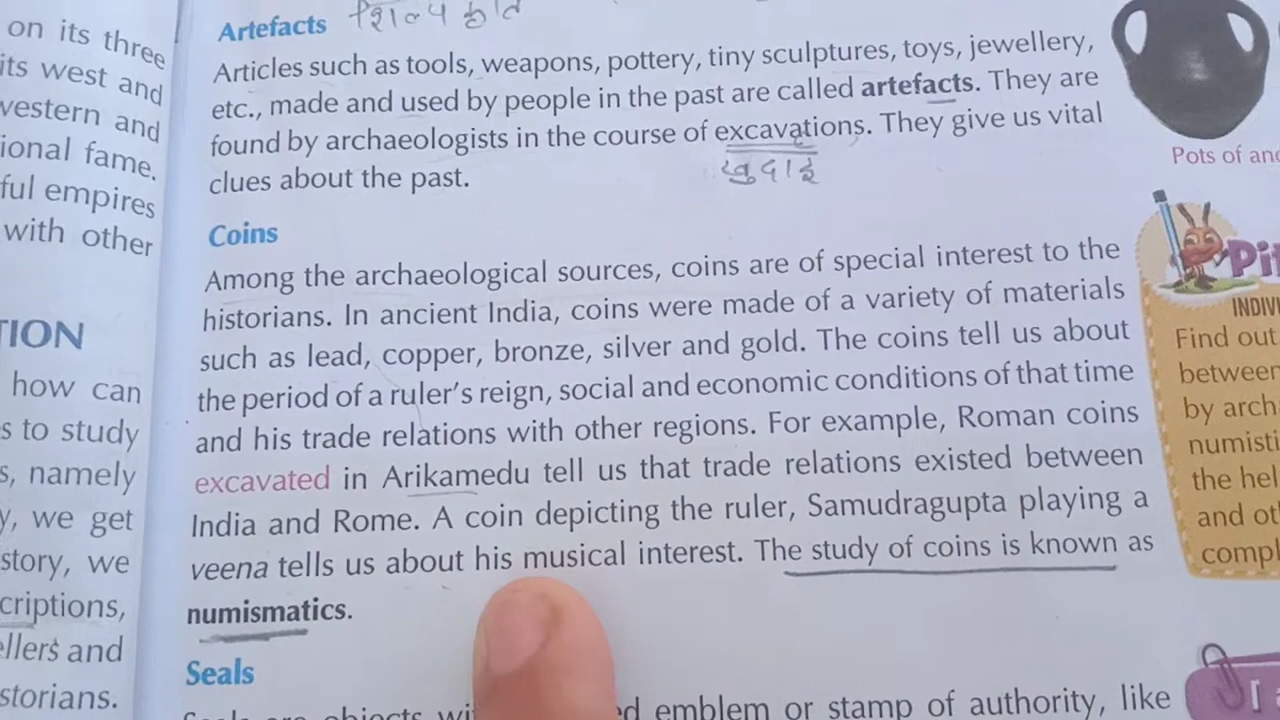 on its three
its west and
western and
ional fame.
ful empires
with other
TION
how can
s to study
s, namely
y, we get
story, we
criptions,
ellers and
storians.
Artefacts
Articles such as tools, weapons, pottery, tiny sculptures, toys, jewellery,
etc., made and used by people in the past are called artefacts. They are
found by archaeologists in the course of excavations. They give us vital
खुदाई
clues about the past.
Coins
Among the archaeological sources, coins are of special interest to the
historians. In ancient India, coins were made of a variety of materials
such as lead, copper, bronze, silver and gold. The coins tell us about
the period of a ruler's reign, social and economic conditions of that time
and his trade relations with other regions. For example, Roman coins
excavated in Arikamedu tell us that trade relations existed between
India and Rome. A coin depicting the ruler, Samudragupta playing a
veena tells us about his musical interest. The study of coins is known as
numismatics.
Seals
objects emblem or stamp of authority, like
Pots of
INDIV
Find out
between
by arch
numisti
the hel
and ot
compl